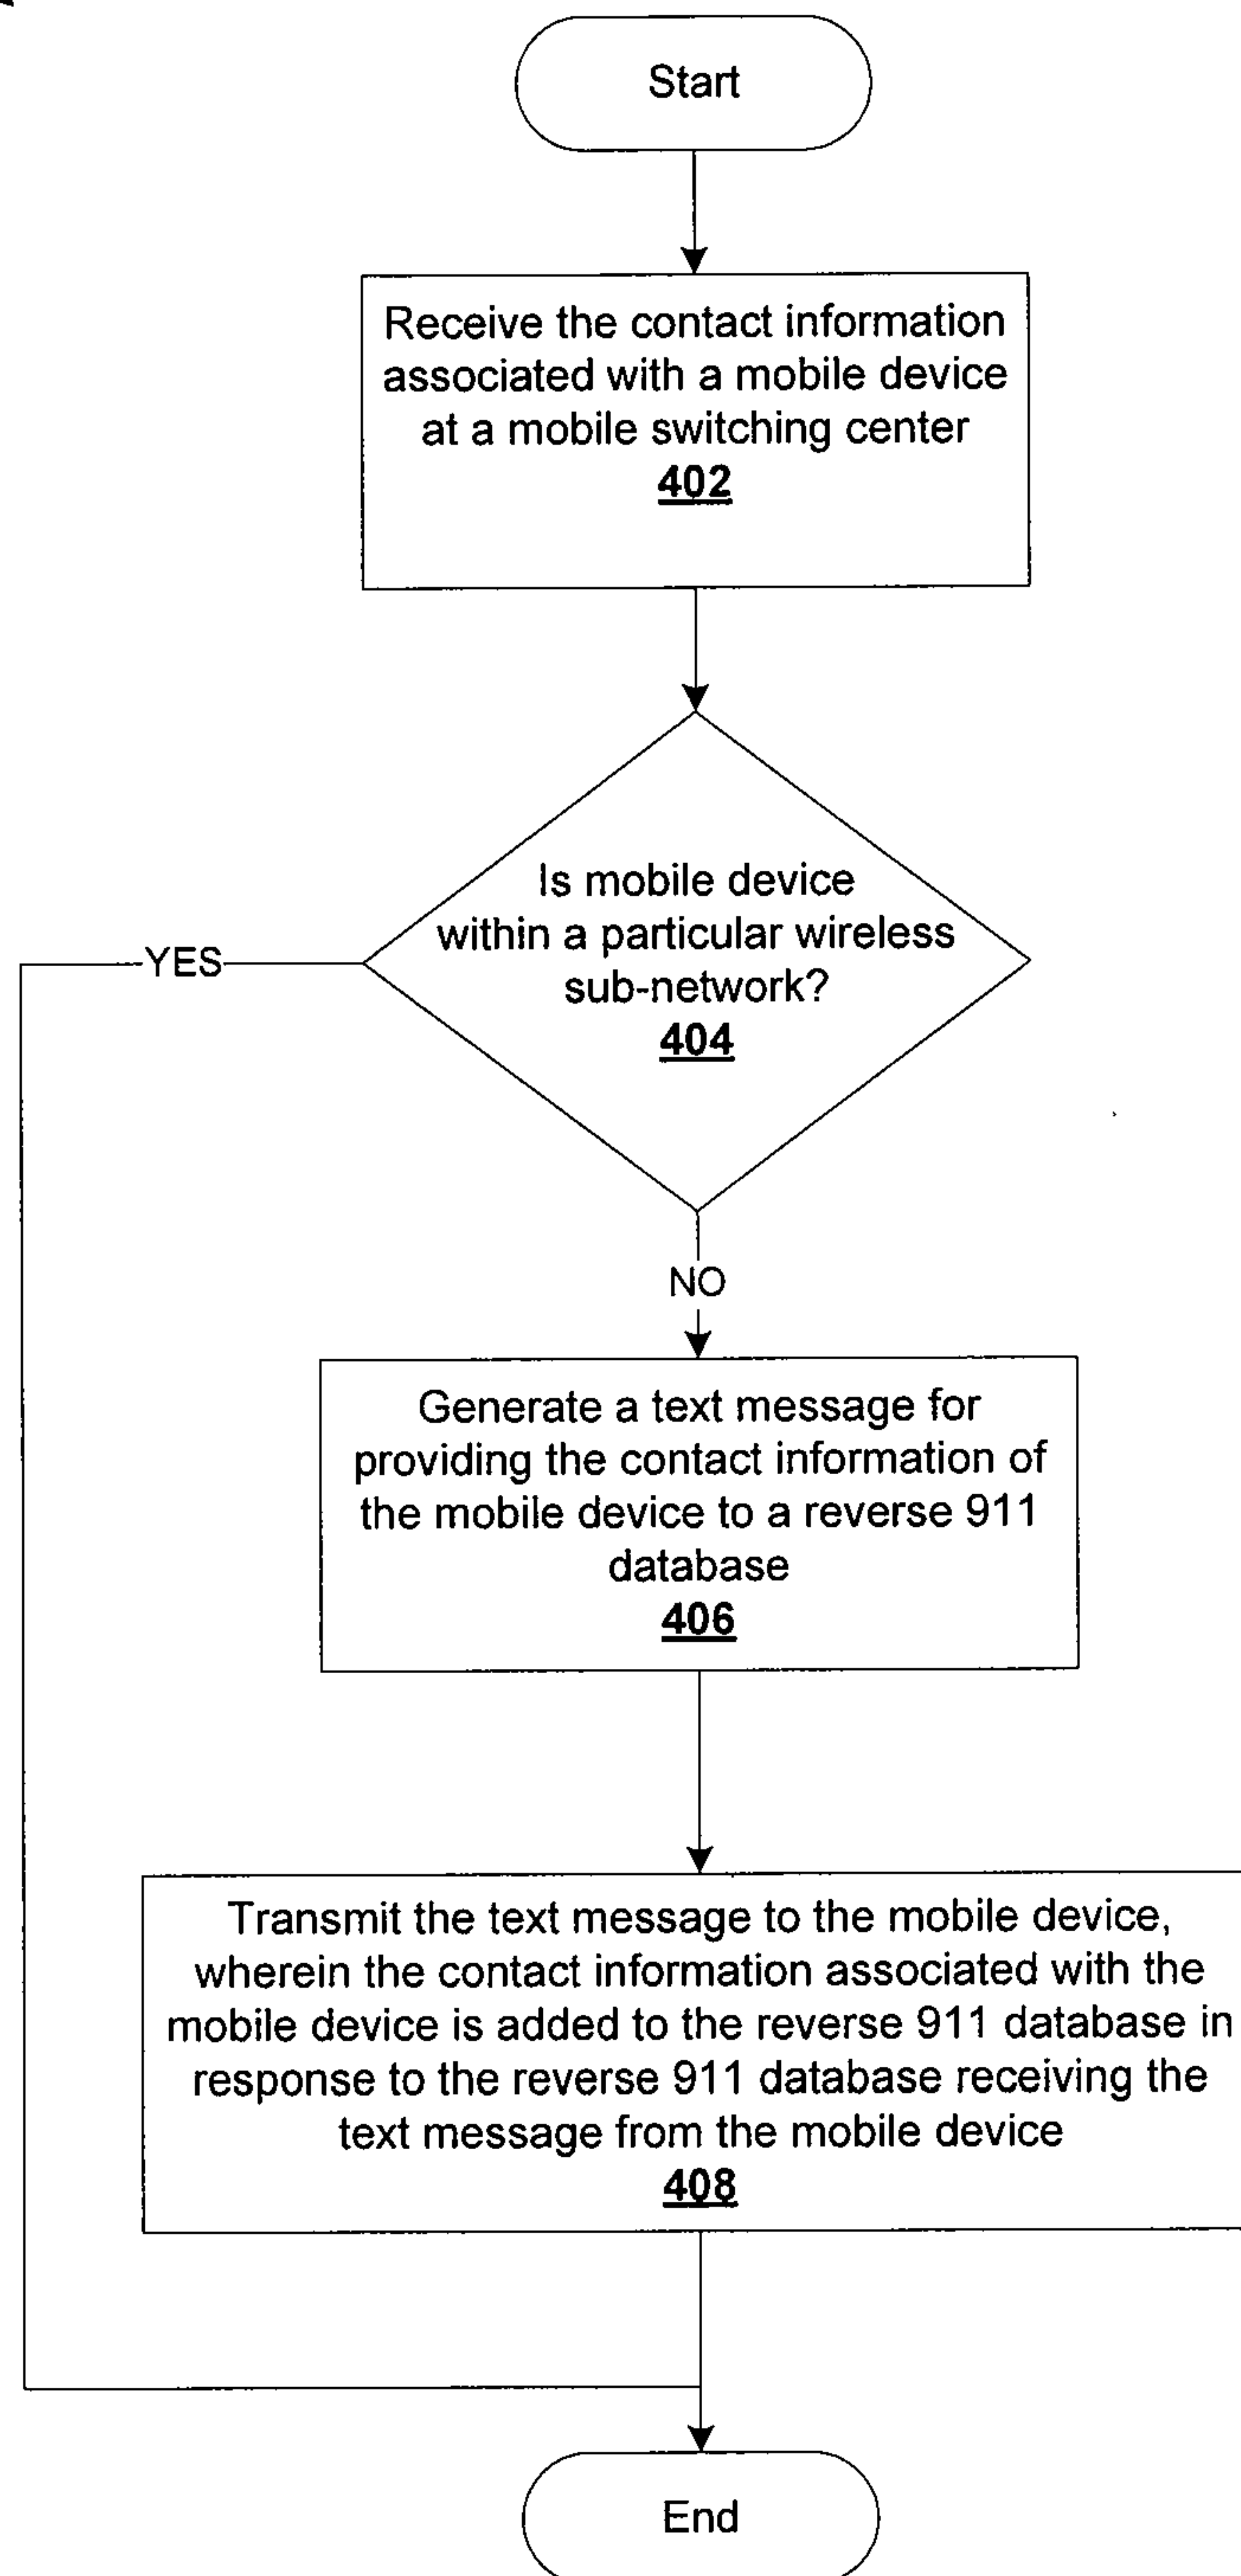 Start
Receive the contact information
associated with a mobile device
at a mobile switching center
402
Is mobile device
within a particular wireless
sub-network?
404
YES
NO
Generate a text message for
providing the contact information of
the mobile device to a reverse 911
database
406
Transmit the text message to the mobile device,
wherein the contact information associated with the
mobile device is added to the reverse 911 database in
response to the reverse 911 database receiving the
text message from the mobile device
408
End